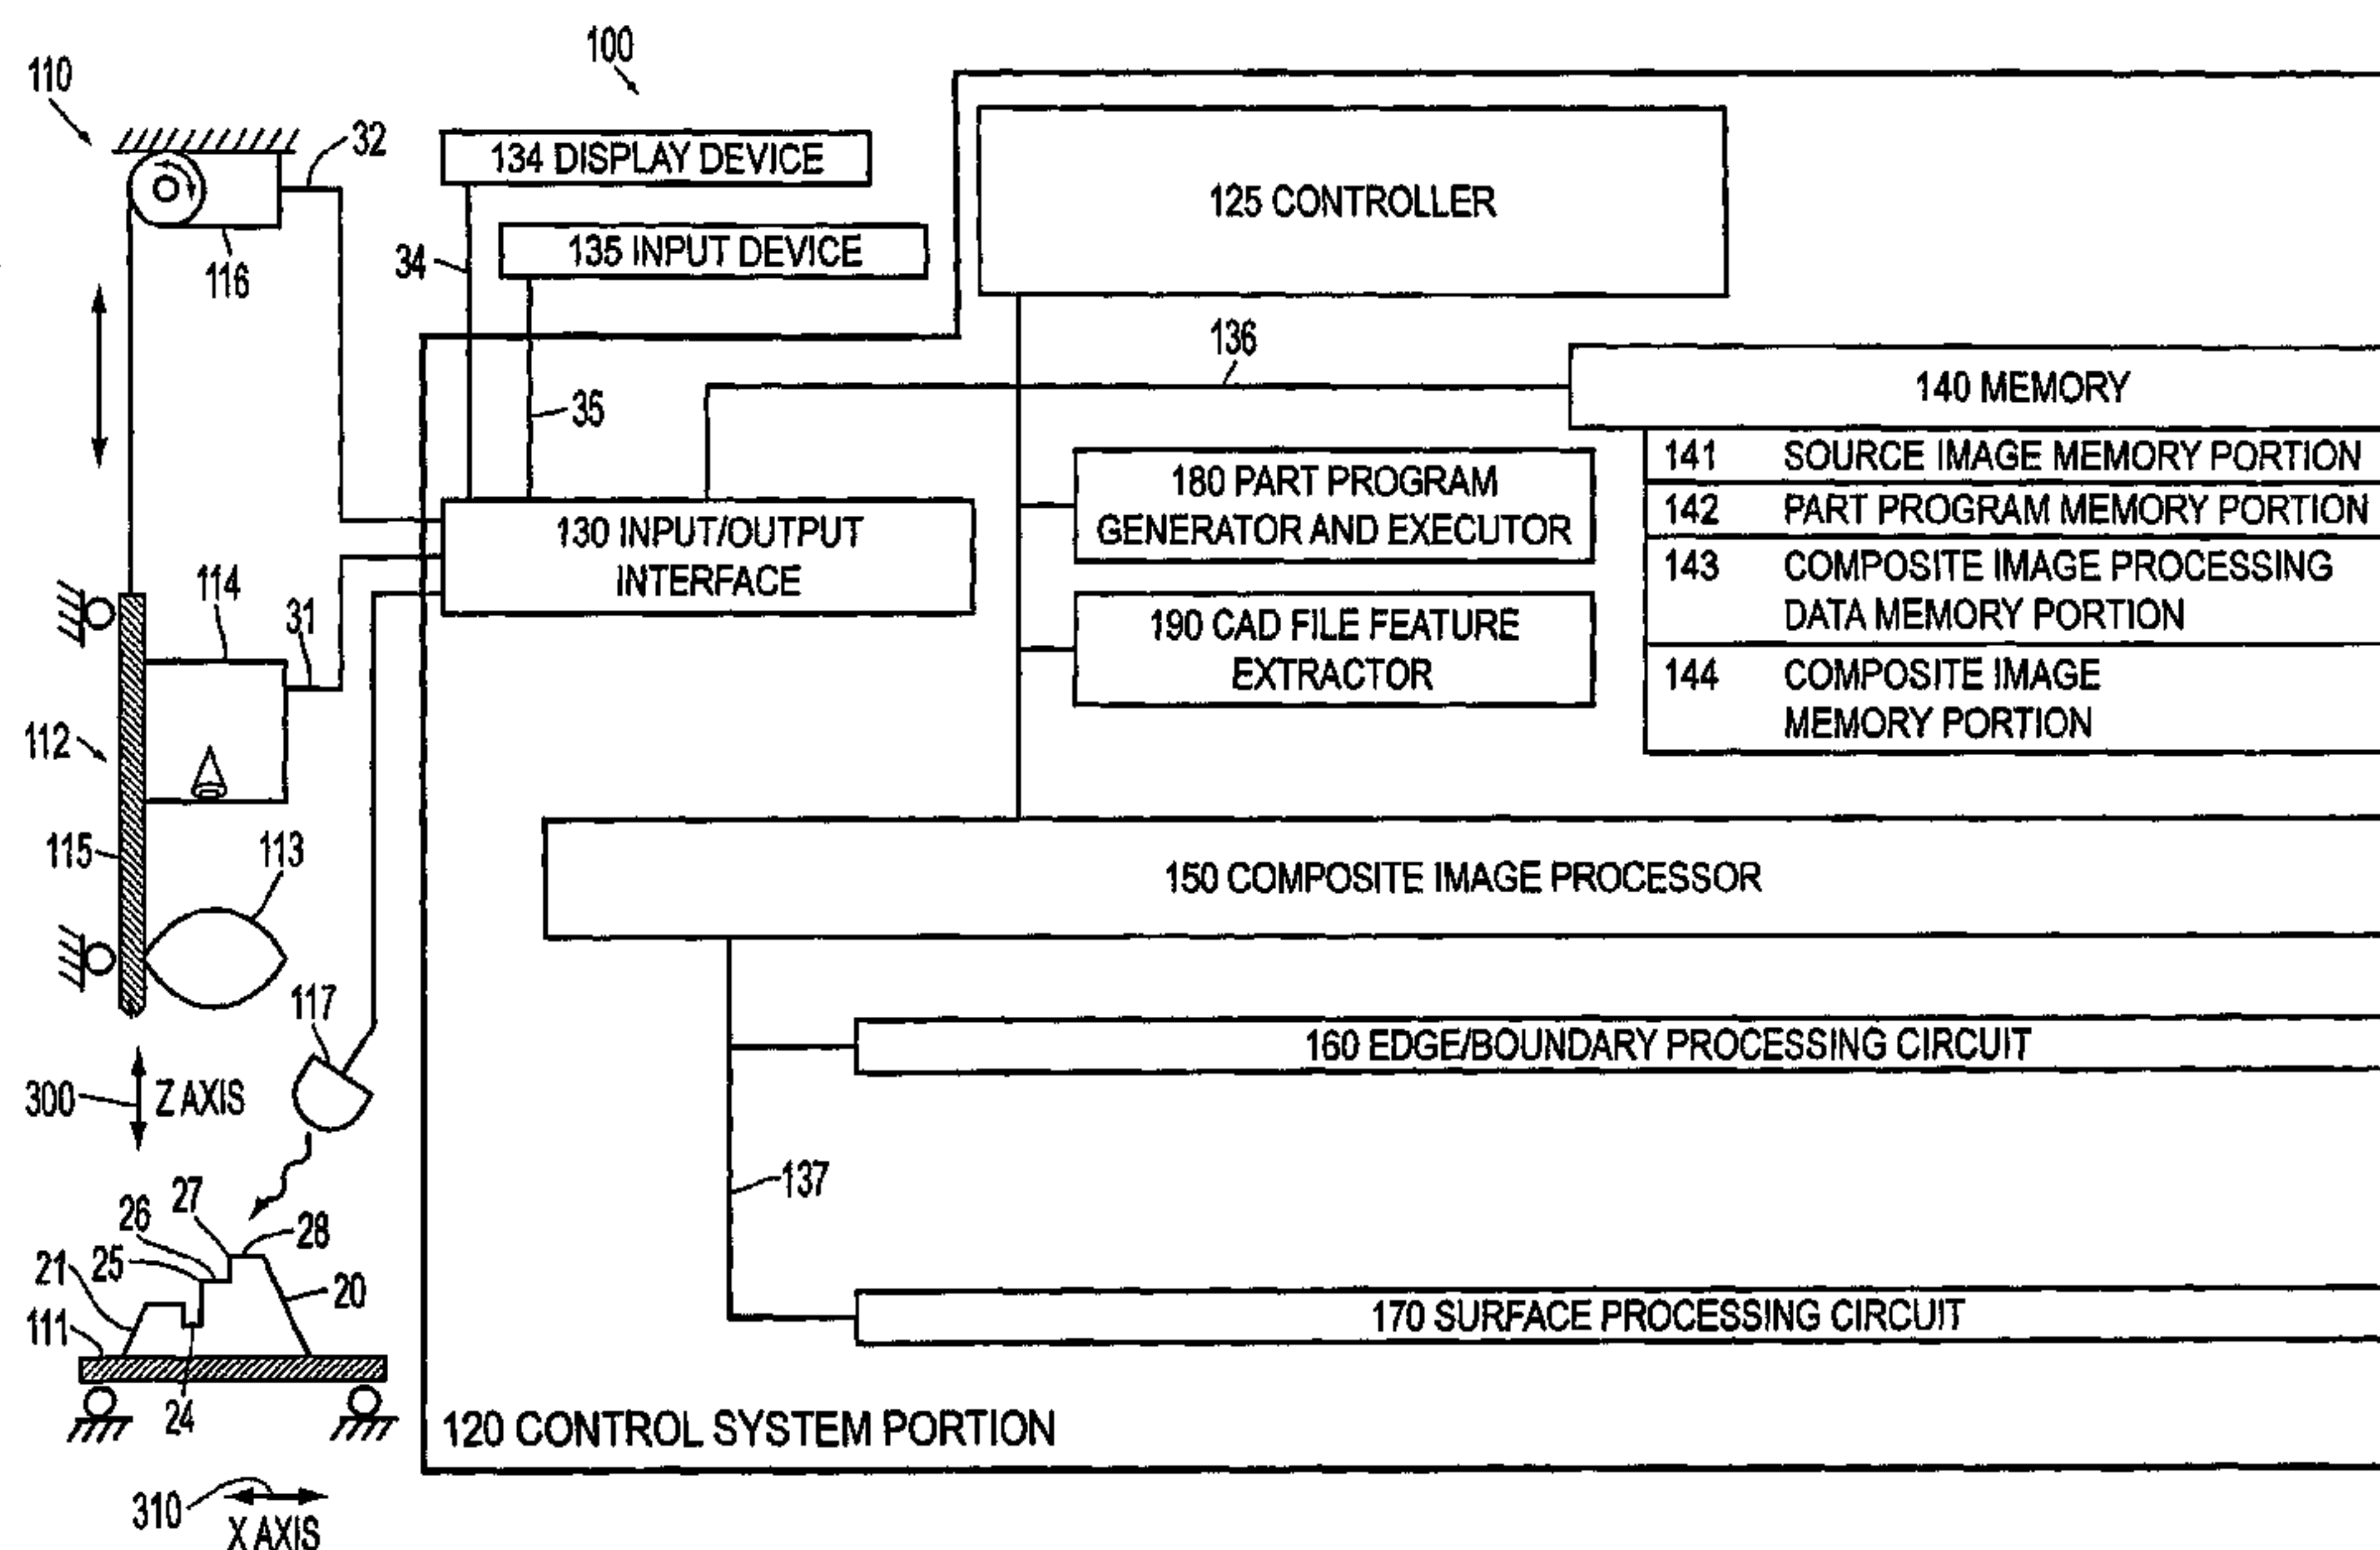 100
110
32
134 DISPLAY DEVICE
125 CONTROLLER
135 INPUT DEVICE
34
116
136
35
140 MEMORY
141 SOURCE IMAGE MEMORY PORTION
142 PART PROGRAM MEMORY PORTION
143 COMPOSITE IMAGE PROCESSING
DATA MEMORY PORTION
144 COMPOSITE IMAGE
MEMORY PORTION
180 PART PROGRAM
GENERATOR AND EXECUTOR
130 INPUT/OUTPUT
INTERFACE
190 CAD FILE FEATURE
EXTRACTOR
114
31
112
115
113
150 COMPOSITE IMAGE PROCESSOR
117
160 EDGE/BOUNDARY PROCESSING CIRCUIT
300
Z AXIS
137
27
26
28
25
21
20
111
24
170 SURFACE PROCESSING CIRCUIT
120 CONTROL SYSTEM PORTION
310
X AXIS